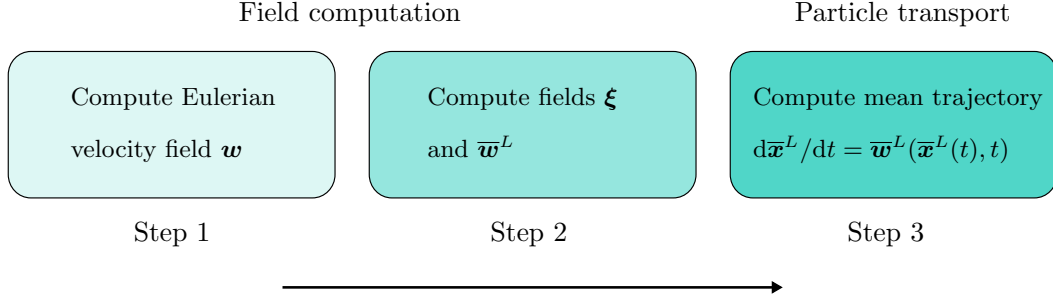 Field computation
Particle transport
Compute Eulerian
velocity field 𝒘
Compute fields 𝝃
and 𝒘̅ᴸ
Compute mean trajectory
d𝒙̅ᴸ/dt = 𝒘̅ᴸ(𝒙̅ᴸ(t), t)
Step 1
Step 2
Step 3